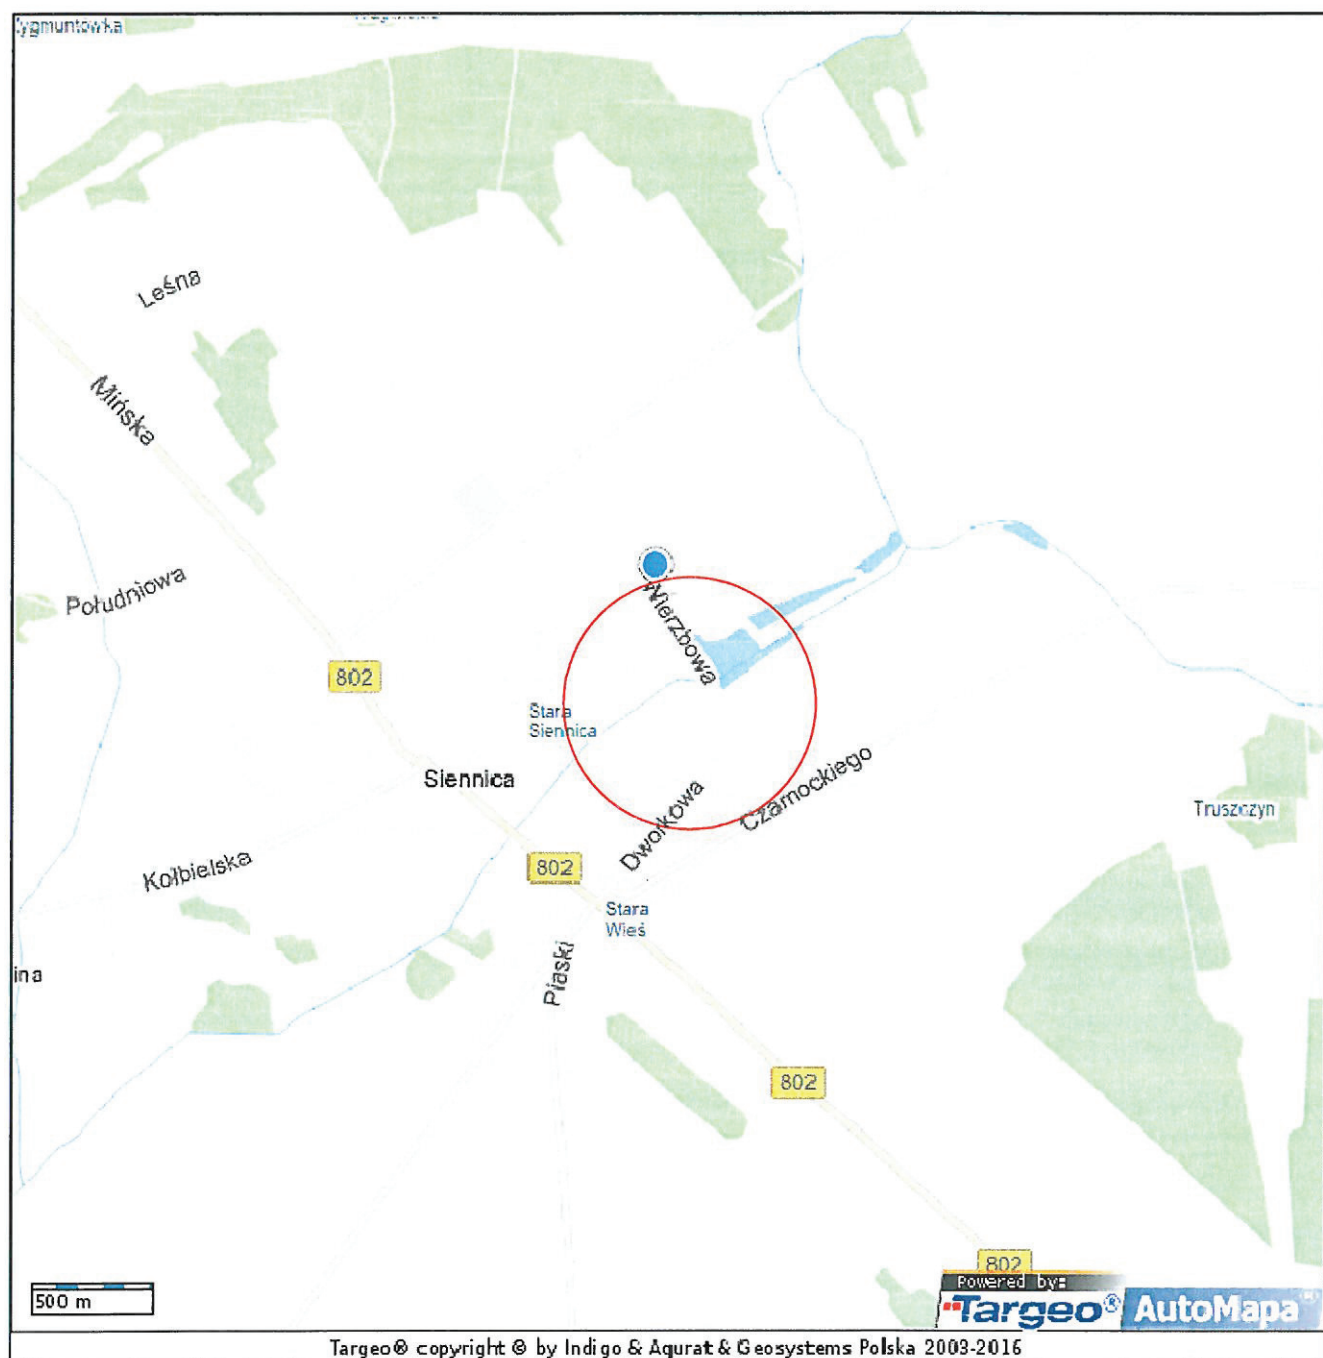 Leśna
Mińska
Południowa
802
Wierzbowa
Stara
Siennica
Siennica
Czarnockiego
Dworkowa
Truszczyn
Kołbielska
802
Stara
Wieś
ina
Piaski
802
802
500 m
Powered by:
Targeo® AutoMapa®
Targeo® copyright © by Indigo & Aqurat & Geosystems Polska 2003-2016